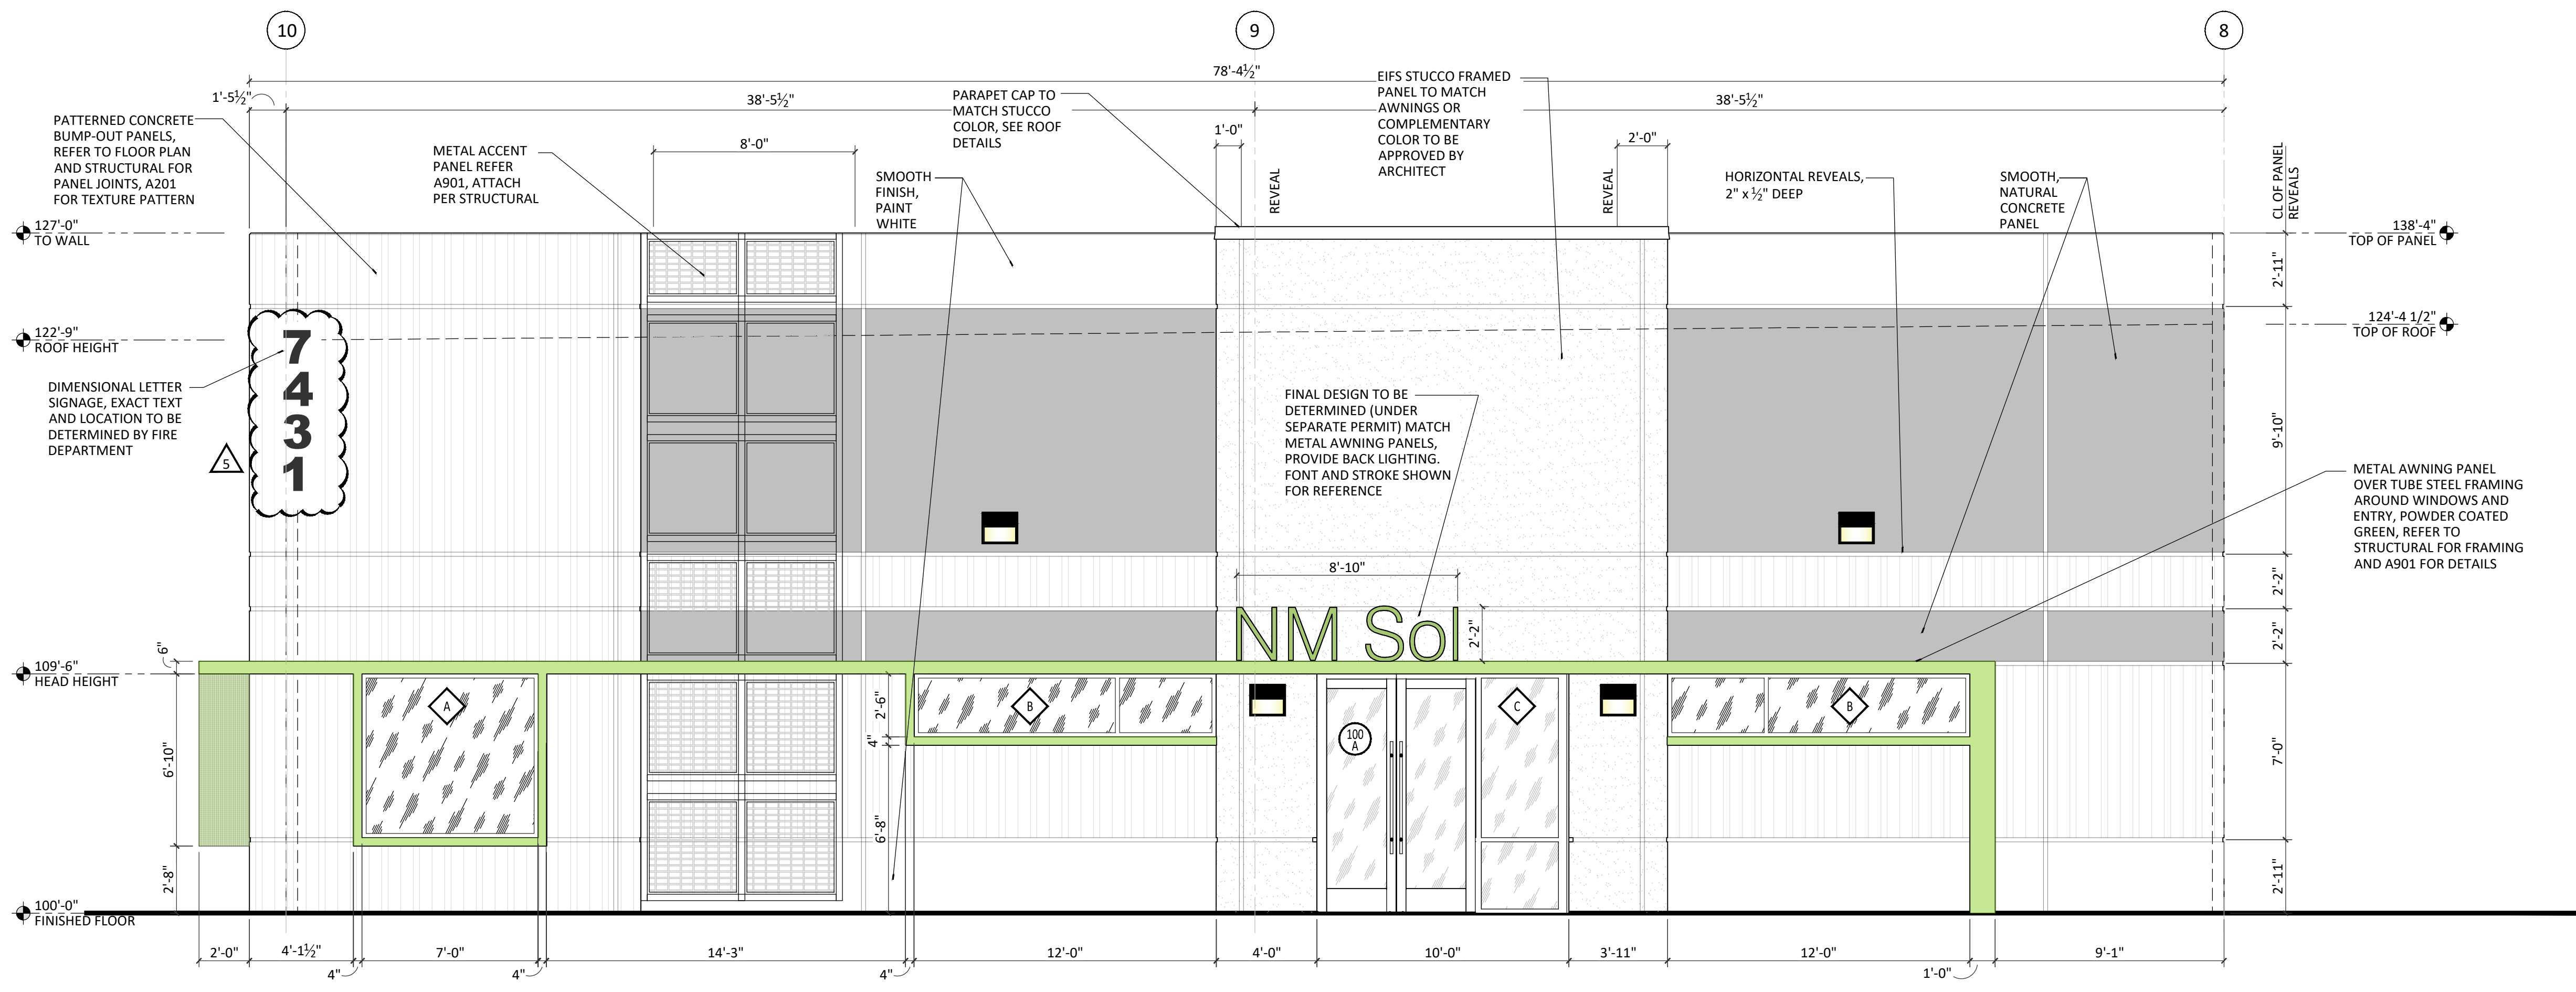 10
9
8
78'-4½"
1'-5½"
38'-5½"
38'-5½"
PATTERNED CONCRETE
BUMP-OUT PANELS,
REFER TO FLOOR PLAN
AND STRUCTURAL FOR
PANEL JOINTS, A201
FOR TEXTURE PATTERN
METAL ACCENT
PANEL REFER
A901, ATTACH
PER STRUCTURAL
8'-0"
SMOOTH
FINISH,
PAINT
WHITE
PARAPET CAP TO
MATCH STUCCO
COLOR, SEE ROOF
DETAILS
1'-0"
REVEAL
EIFS STUCCO FRAMED
PANEL TO MATCH
AWNINGS OR
COMPLEMENTARY
COLOR TO BE
APPROVED BY
ARCHITECT
2'-0"
REVEAL
HORIZONTAL REVEALS,
2" x ½" DEEP
SMOOTH,
NATURAL
CONCRETE
PANEL
CL OF PANEL
REVEALS
127'-0"
TO WALL
138'-4"
TOP OF PANEL
2'-11"
122'-9"
ROOF HEIGHT
124'-4 1/2"
TOP OF ROOF
7
4
3
1
DIMENSIONAL LETTER
SIGNAGE, EXACT TEXT
AND LOCATION TO BE
DETERMINED BY FIRE
DEPARTMENT
5
FINAL DESIGN TO BE
DETERMINED (UNDER
SEPARATE PERMIT) MATCH
METAL AWNING PANELS,
PROVIDE BACK LIGHTING.
FONT AND STROKE SHOWN
FOR REFERENCE
9'-10"
METAL AWNING PANEL
OVER TUBE STEEL FRAMING
AROUND WINDOWS AND
ENTRY, POWDER COATED
GREEN, REFER TO
STRUCTURAL FOR FRAMING
AND A901 FOR DETAILS
8'-10"
2'-2"
NM Sol
2'-2"
2'-2"
6"
109'-6"
HEAD HEIGHT
A
B
C
B
100
A
2'-6"
4"
6'-8"
6'-10"
7'-0"
2'-8"
2'-11"
100'-0"
FINISHED FLOOR
2'-0"
4'-1½"
4"
7'-0"
4"
14'-3"
4"
12'-0"
4'-0"
10'-0"
3'-11"
12'-0"
1'-0"
9'-1"